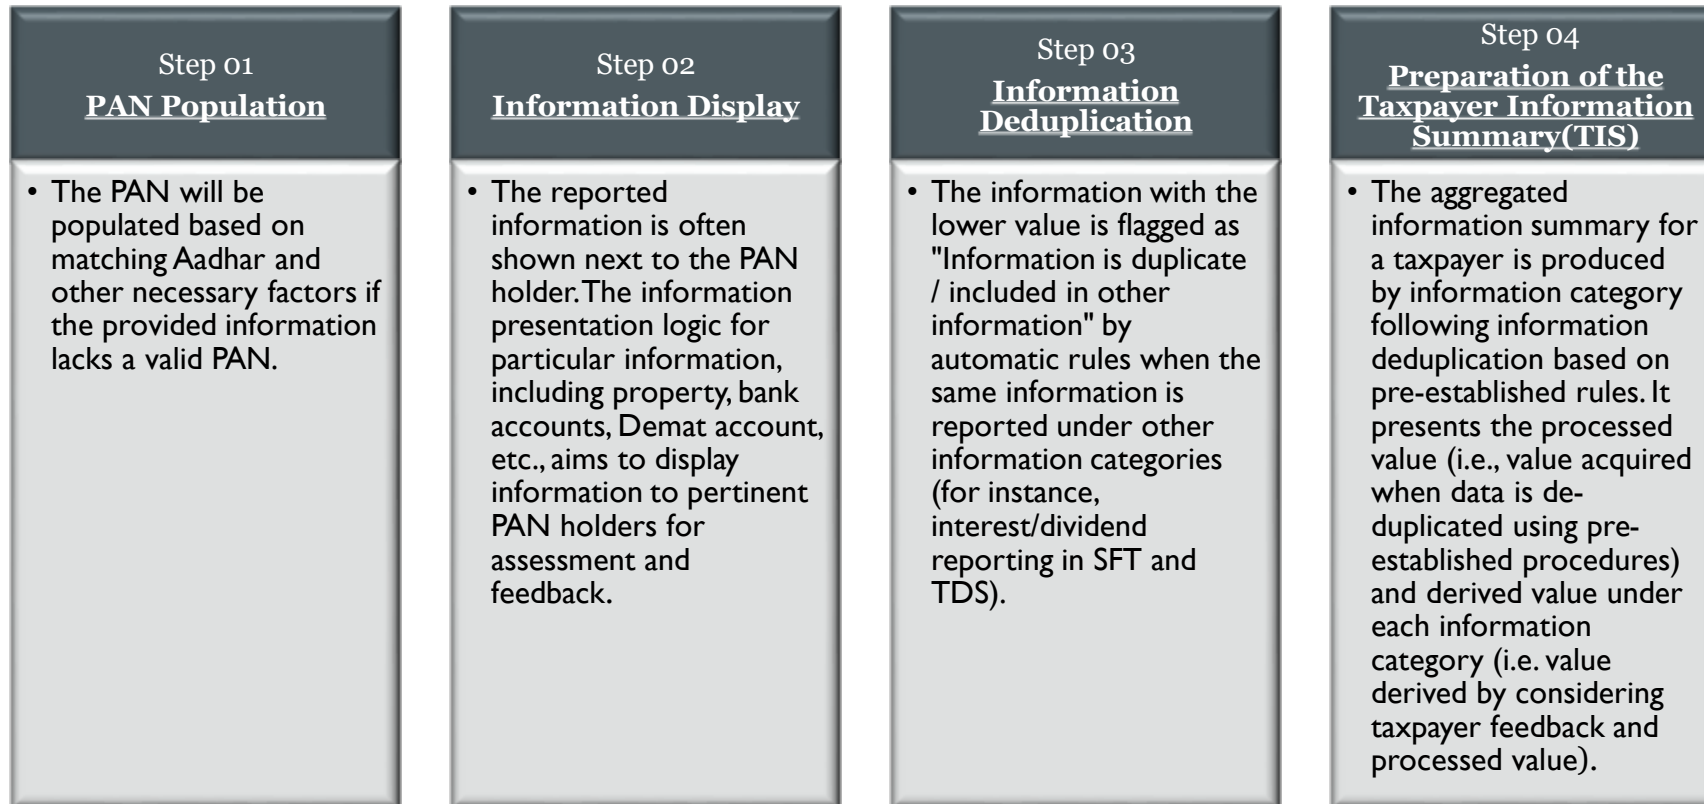 Step 01
PAN Population
• The PAN will be
populated based on
matching Aadhar and
other necessary factors if
the provided information
lacks a valid PAN.
Step 02
Information Display
• The reported
information is often
shown next to the PAN
holder. The information
presentation logic for
particular information,
including property, bank
accounts, Demat account,
etc., aims to display
information to pertinent
PAN holders for
assessment and
feedback.
Step 03
Information
Deduplication
• The information with the
lower value is flagged as
"Information is duplicate
/ included in other
information" by
automatic rules when the
same information is
reported under other
information categories
(for instance,
interest/dividend
reporting in SFT and
TDS).
Step 04
Preparation of the
Taxpayer Information
Summary(TIS)
• The aggregated
information summary for
a taxpayer is produced
by information category
following information
deduplication based on
pre-established rules. It
presents the processed
value (i.e., value acquired
when data is de-
duplicated using pre-
established procedures)
and derived value under
each information
category (i.e. value
derived by considering
taxpayer feedback and
processed value).